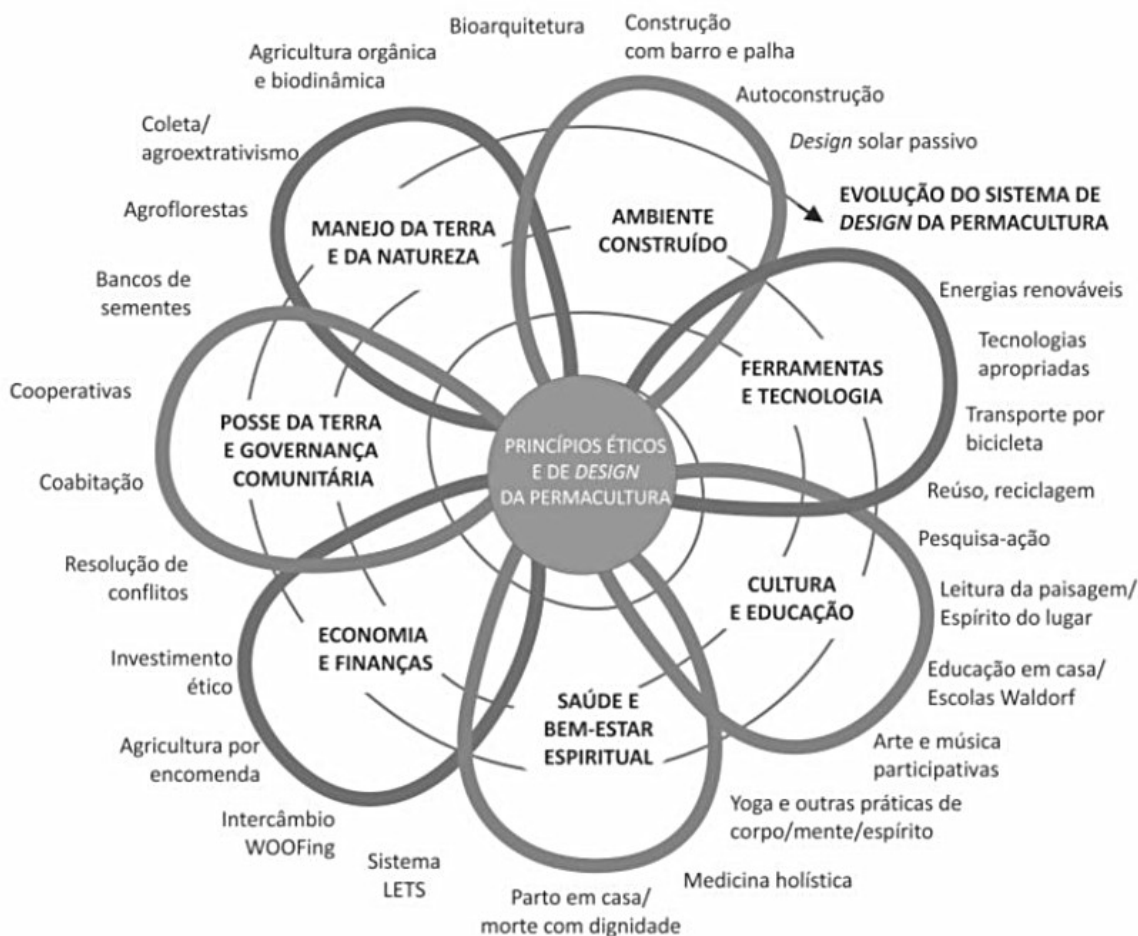 Bioarquitetura
Construção
com barro e palha
Agricultura orgânica
e biodinâmica
Autoconstrução
Coleta/
agroextrativismo
Design solar passivo
Agroflorestas
EVOLUÇÃO DO SISTEMA DE
DESIGN DA PERMACULTURA
MANEJO DA TERRA
E DA NATUREZA
AMBIENTE
CONSTRUÍDO
Bancos de
sementes
Energias renováveis
Tecnologias
apropriadas
FERRAMENTAS
E TECNOLOGIA
Cooperativas
Transporte por
bicicleta
POSSE DA TERRA
E GOVERNANÇA
COMUNITÁRIA
PRINCÍPIOS ÉTICOS
E DE DESIGN
DA PERMACULTURA
Coabitação
Reúso, reciclagem
Pesquisa-ação
Resolução de
conflitos
CULTURA
E EDUCAÇÃO
Leitura da paisagem/
Espírito do lugar
ECONOMIA
E FINANÇAS
Investimento
ético
Educação em casa/
Escolas Waldorf
SAÚDE E
BEM-ESTAR
ESPIRITUAL
Agricultura por
encomenda
Arte e música
participativas
Yoga e outras práticas de
corpo/mente/espírito
Intercâmbio
WOOFing
Sistema
LETS
Medicina holística
Parto em casa/
morte com dignidade